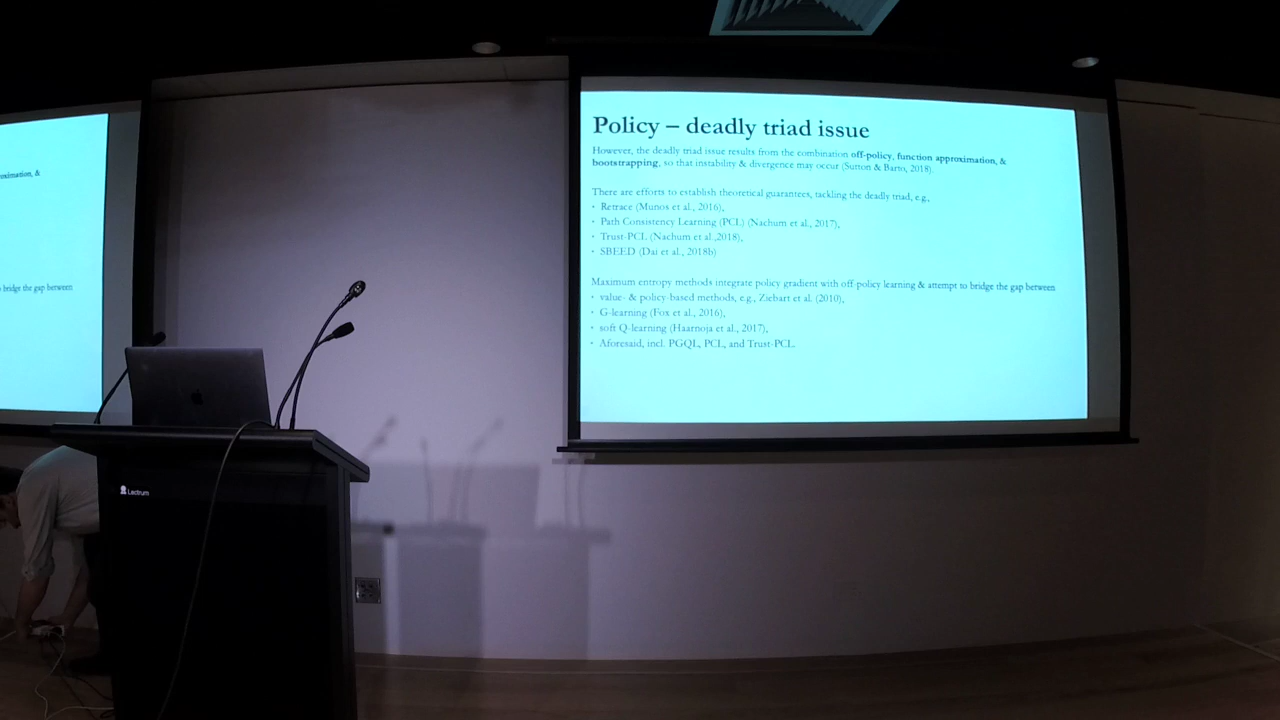 Policy – deadly triad issue
However, the deadly triad issue results from the combination off-policy, function approximation, &
bootstrapping, so that instability & divergence may occur (Sutton & Barto, 2018).
There are efforts to establish theoretical guarantees, tackling the deadly triad, e.g.,
• Retrace (Munos et al., 2016),
• Path Consistency Learning (PCL) (Nachum et al., 2017),
• Trust-PCL (Nachum et al.,2018),
• SBEED (Dai et al., 2018b)
Maximum entropy methods integrate policy gradient with off-policy learning & attempt to bridge the gap between
• value- & policy-based methods, e.g., Ziebart et al. (2010),
• G-learning (Fox et al., 2016),
• soft Q-learning (Haarnoja et al., 2017),
• Aforesaid, incl. PGQL, PCL, and Trust-PCL.
oximation, &
bridge the gap between
Lectrum